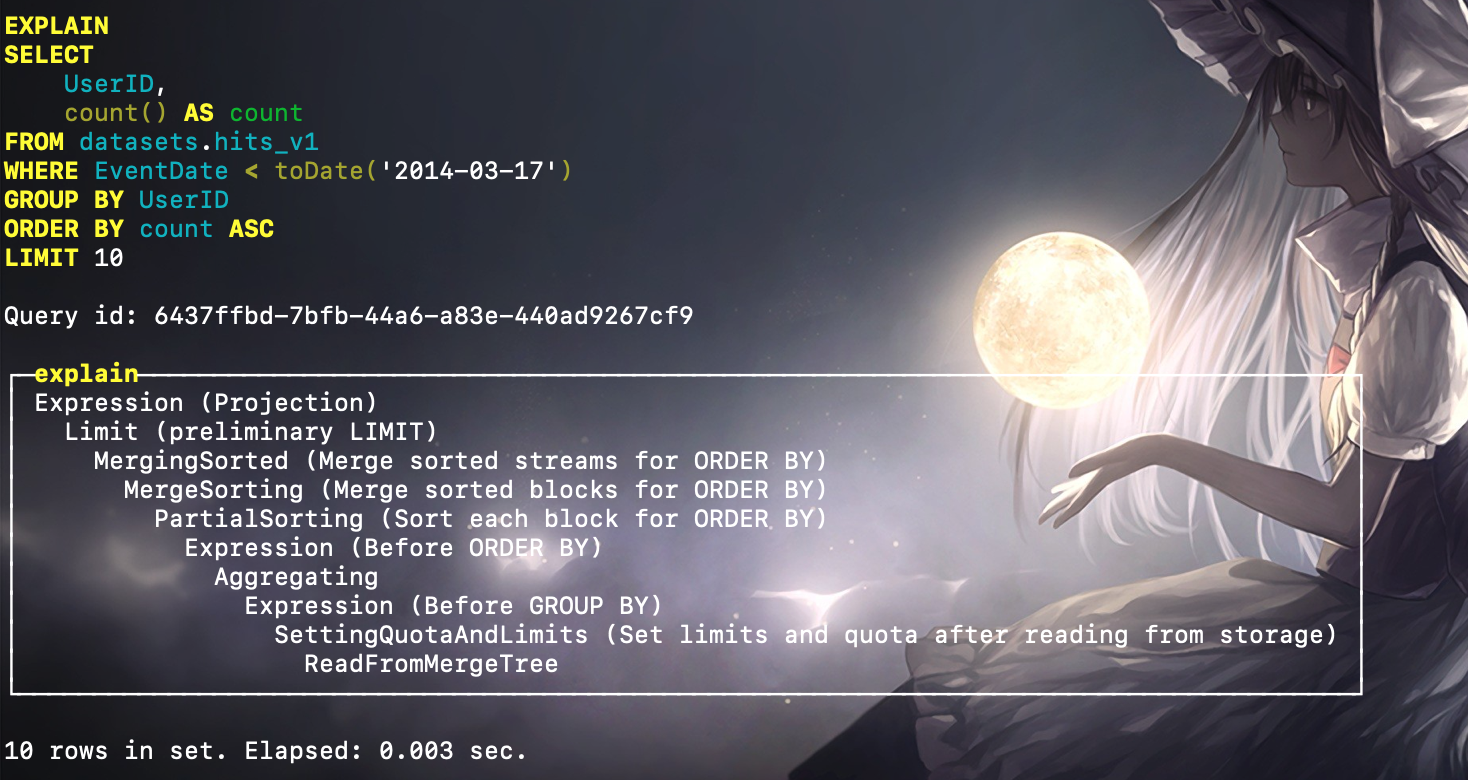 EXPLAIN
SELECT
    UserID,
    count() AS count
FROM datasets.hits_v1
WHERE EventDate < toDate('2014-03-17')
GROUP BY UserID
ORDER BY count ASC
LIMIT 10
Query id: 6437ffbd-7bfb-44a6-a83e-440ad9267cf9
explain
Expression (Projection)
  Limit (preliminary LIMIT)
    MergingSorted (Merge sorted streams for ORDER BY)
      MergeSorting (Merge sorted blocks for ORDER BY)
        PartialSorting (Sort each block for ORDER BY)
          Expression (Before ORDER BY)
            Aggregating
              Expression (Before GROUP BY)
                SettingQuotaAndLimits (Set limits and quota after reading from storage)
                  ReadFromMergeTree
10 rows in set. Elapsed: 0.003 sec.